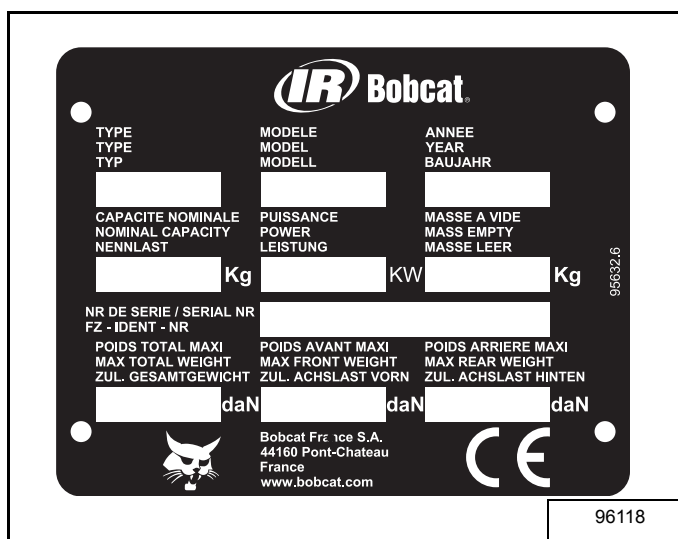 IR Bobcat®
TYPE MODELE ANNEE
TYPE MODEL YEAR
TYP MODELL BAUJAHR
CAPACITE NOMINALE PUISSANCE MASSE A VIDE
NOMINAL CAPACITY POWER MASS EMPTY
NENNLAST LEISTUNG MASSE LEER
Kg KW Kg
95632.6
NR DE SERIE / SERIAL NR
FZ - IDENT - NR
POIDS TOTAL MAXI POIDS AVANT MAXI POIDS ARRIERE MAXI
MAX TOTAL WEIGHT MAX FRONT WEIGHT MAX REAR WEIGHT
ZUL. GESAMTGEWICHT ZUL. ACHSLAST VORN ZUL. ACHSLAST HINTEN
daN daN daN
Bobcat France S.A.
44160 Pont-Chateau
France
www.bobcat.com
CE
96118